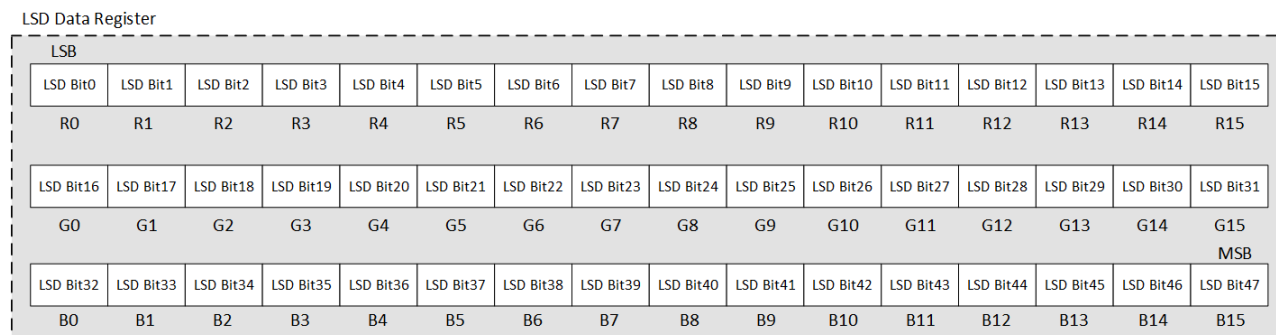 LSD Data Register
LSB
LSD Bit0 LSD Bit1 LSD Bit2 LSD Bit3 LSD Bit4 LSD Bit5 LSD Bit6 LSD Bit7 LSD Bit8 LSD Bit9 LSD Bit10 LSD Bit11 LSD Bit12 LSD Bit13 LSD Bit14 LSD Bit15
R0 R1 R2 R3 R4 R5 R6 R7 R8 R9 R10 R11 R12 R13 R14 R15
LSD Bit16 LSD Bit17 LSD Bit18 LSD Bit19 LSD Bit20 LSD Bit21 LSD Bit22 LSD Bit23 LSD Bit24 LSD Bit25 LSD Bit26 LSD Bit27 LSD Bit28 LSD Bit29 LSD Bit30 LSD Bit31
G0 G1 G2 G3 G4 G5 G6 G7 G8 G9 G10 G11 G12 G13 G14 G15
MSB
LSD Bit32 LSD Bit33 LSD Bit34 LSD Bit35 LSD Bit36 LSD Bit37 LSD Bit38 LSD Bit39 LSD Bit40 LSD Bit41 LSD Bit42 LSD Bit43 LSD Bit44 LSD Bit45 LSD Bit46 LSD Bit47
B0 B1 B2 B3 B4 B5 B6 B7 B8 B9 B10 B11 B12 B13 B14 B15